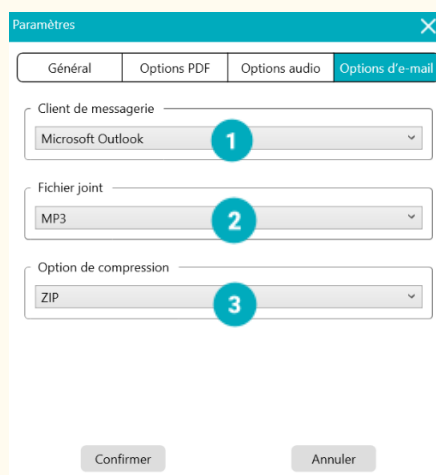 Paramètres
Général Options PDF Options audio Options d'e-mail
Client de messagerie
Microsoft Outlook 1
Fichier joint
MP3 2
Option de compression
ZIP 3
Confirmer Annuler